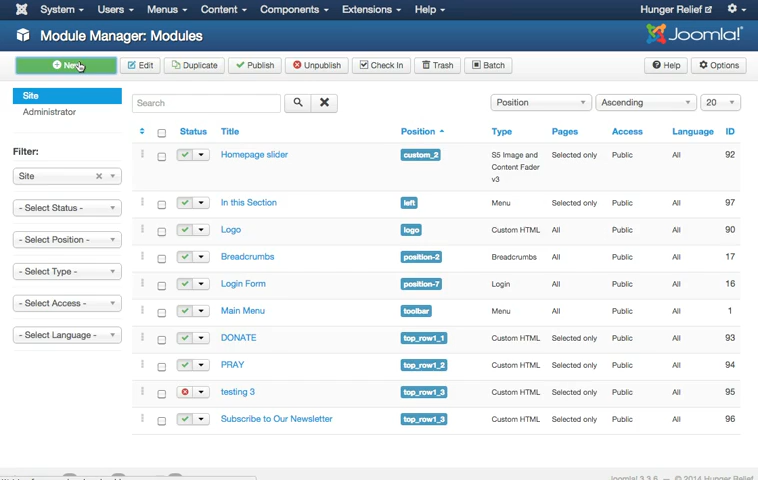 System Users Menus Content Components Extensions Help Hunger Relief
Module Manager: Modules Joomla!®
New Edit Duplicate Publish Unpublish Check In Trash Batch Help Options
Site
Administrator
Filter:
Site
- Select Status -
- Select Position -
- Select Type -
- Select Access -
- Select Language -
Search Position Ascending 20
Status Title Position Type Pages Access Language ID
Homepage slider custom_2 S5 Image and Content Fader v3 Selected only Public All 92
In this Section left Menu Selected only Public All 97
Logo logo Custom HTML All Public All 90
Breadcrumbs position-2 Breadcrumbs All Public All 17
Login Form position-7 Login All Public All 16
Main Menu toolbar Menu All Public All 1
DONATE top_row1_1 Custom HTML Selected only Public All 93
PRAY top_row1_2 Custom HTML Selected only Public All 94
testing 3 top_row1_3 Custom HTML Selected only Public All 95
Subscribe to Our Newsletter top_row1_3 Custom HTML Selected only Public All 96
Joomla! 3.3.6 — © 2014 Hunger Relief